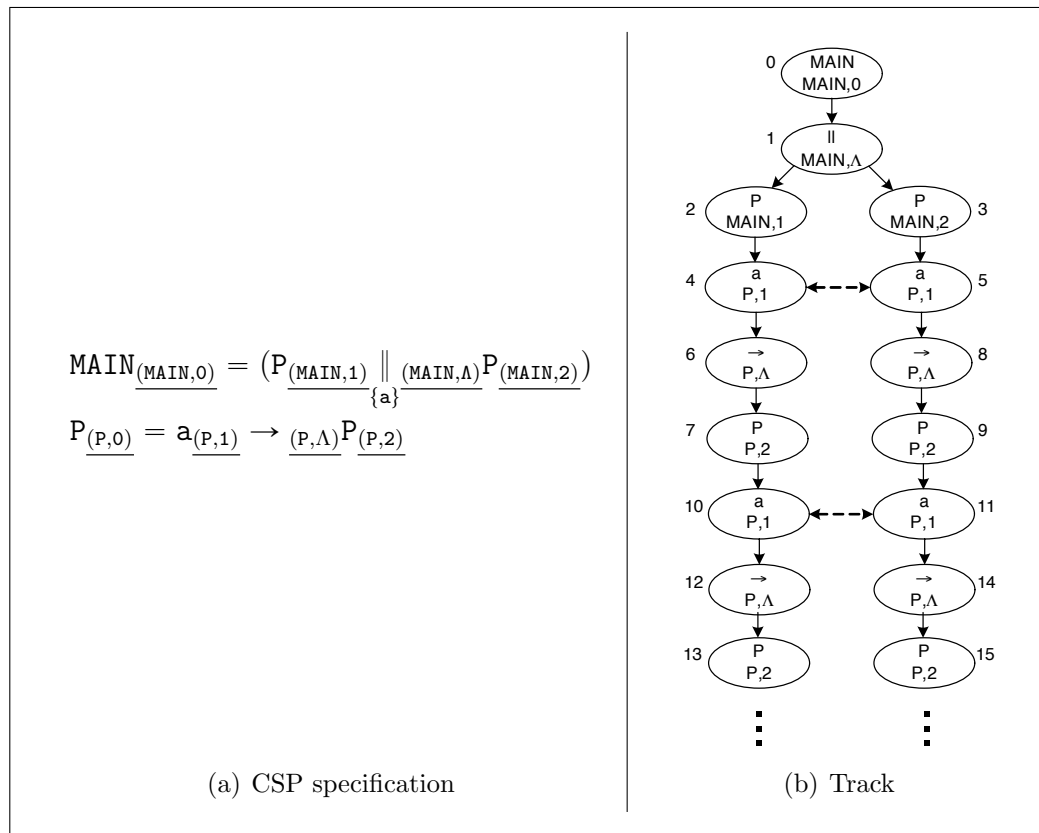 MAIN(MAIN,0) = (P(MAIN,1) ‖ (MAIN,Λ)P(MAIN,2))
{a}
P(P,0) = a(P,1) → (P,Λ)P(P,2)
(a) CSP specification
0
MAIN
MAIN,0
1
II
MAIN,Λ
2
P
MAIN,1
P
MAIN,2
3
4
a
P,1
a
P,1
5
6
→
P,Λ
→
P,Λ
8
7
P
P,2
P
P,2
9
10
a
P,1
a
P,1
11
12
→
P,Λ
→
P,Λ
14
13
P
P,2
P
P,2
15
(b) Track